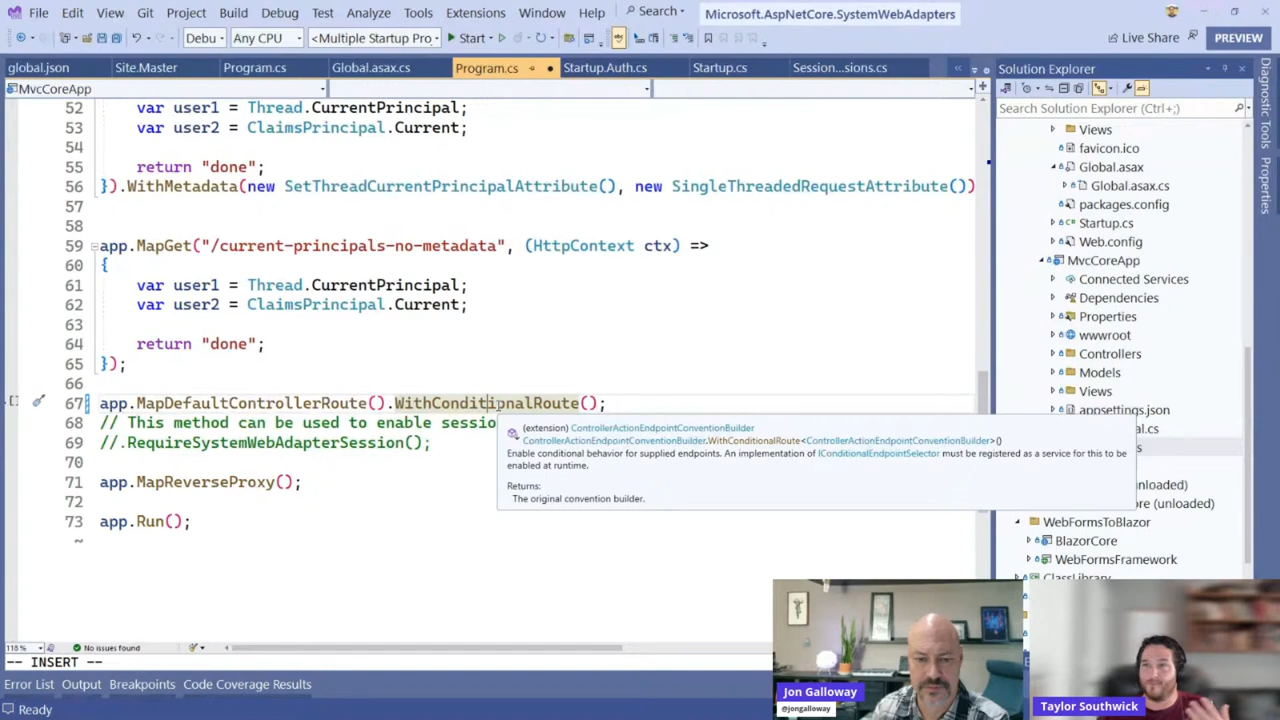 File Edit View Git Project Build Debug Test Analyze Tools Extensions Window Help Search Microsoft.AspNetCore.SystemWebAdapters
Debu Any CPU <Multiple Startup Pro Start Live Share PREVIEW
global.json Site.Master Program.cs Global.asax.cs Program.cs Startup.Auth.cs Startup.cs Session...sions.cs
MvcCoreApp
52 var user1 = Thread.CurrentPrincipal;
53 var user2 = ClaimsPrincipal.Current;
54
55 return "done";
56 }).WithMetadata(new SetThreadCurrentPrincipalAttribute(), new SingleThreadedRequestAttribute())
57
58
59 app.MapGet("/current-principals-no-metadata", (HttpContext ctx) =>
60 {
61 var user1 = Thread.CurrentPrincipal;
62 var user2 = ClaimsPrincipal.Current;
63
64 return "done";
65 });
66
67 app.MapDefaultControllerRoute().WithConditionalRoute();
68 // This method can be used to enable sessio
69 //.RequireSystemWebAdapterSession();
70
71 app.MapReverseProxy();
72
73 app.Run();
~
(extension) ControllerActionEndpointConventionBuilder
ControllerActionEndpointConventionBuilder.WithConditionalRoute<ControllerActionEndpointConventionBuilder>()
Enable conditional behavior for supplied endpoints. An implementation of IConditionalEndpointSelector must be registered as a service for this to be
enabled at runtime.
Returns:
The original convention builder.
Solution Explorer
Search Solution Explorer (Ctrl+;)
Views
favicon.ico
Global.asax
Global.asax.cs
packages.config
Startup.cs
Web.config
MvcCoreApp
Connected Services
Dependencies
Properties
wwwroot
Controllers
Models
Views
appsettings.json
al.cs
s
(unloaded)
re (unloaded)
WebFormsToBlazor
BlazorCore
WebFormsFramework
ClassLibrary
Diagnostic Tools
Properties
118 % No issues found
-- INSERT --
Error List Output Breakpoints Code Coverage Results
Ready
Jon Galloway
@jongalloway
Taylor Southwick